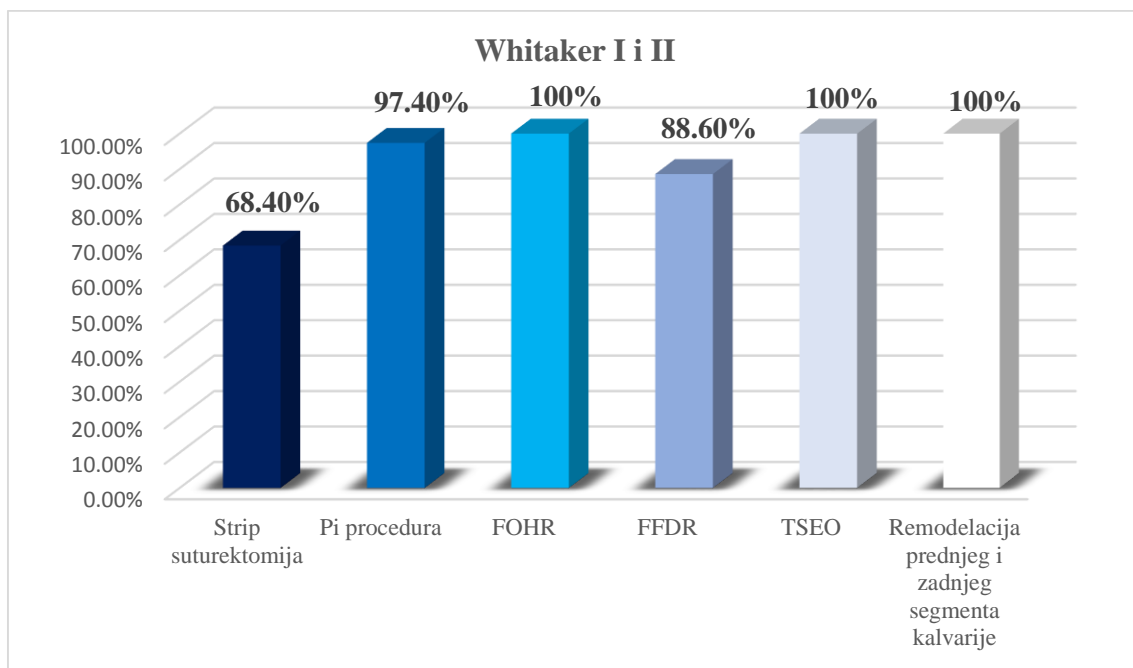 Whitaker I i II
68.40%
97.40%
100%
88.60%
100%
100%
100.00%
90.00%
80.00%
70.00%
60.00%
50.00%
40.00%
30.00%
20.00%
10.00%
0.00%
Strip
suturektomija
Pi procedura
FOHR
FFDR
TSEO
Remodelacija
prednjeg i
zadnjeg
segmenta
kalvarije